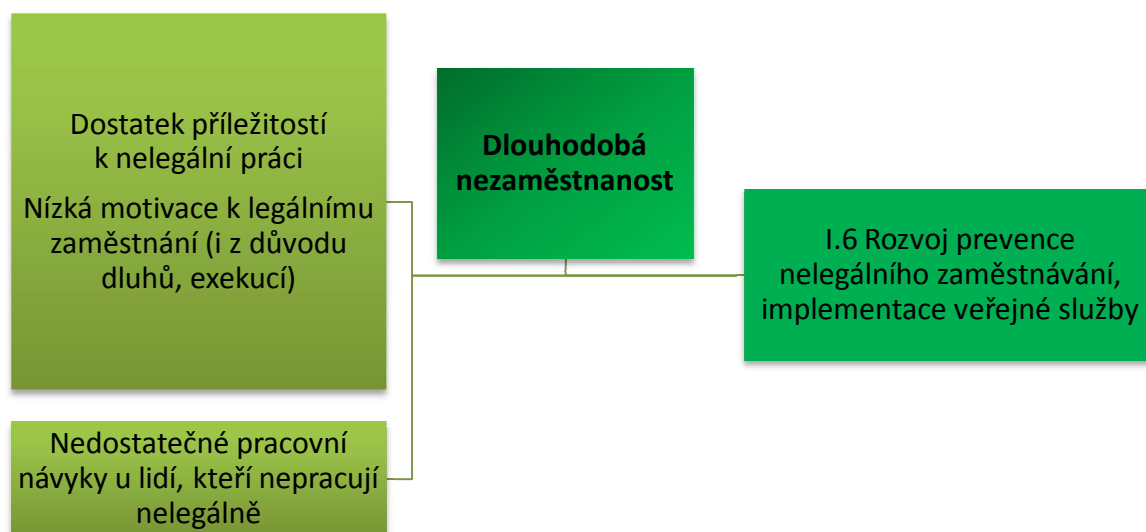 Dostatek příležitostí
k nelegální práci
Nízká motivace k legálnímu
zaměstnání (i z důvodu
dluhů, exekucí)
Dlouhodobá
nezaměstnanost
I.6 Rozvoj prevence
nelegálního zaměstnávání,
implementace veřejné služby
Nedostatečné pracovní
návyky u lidí, kteří nepracují
nelegálně